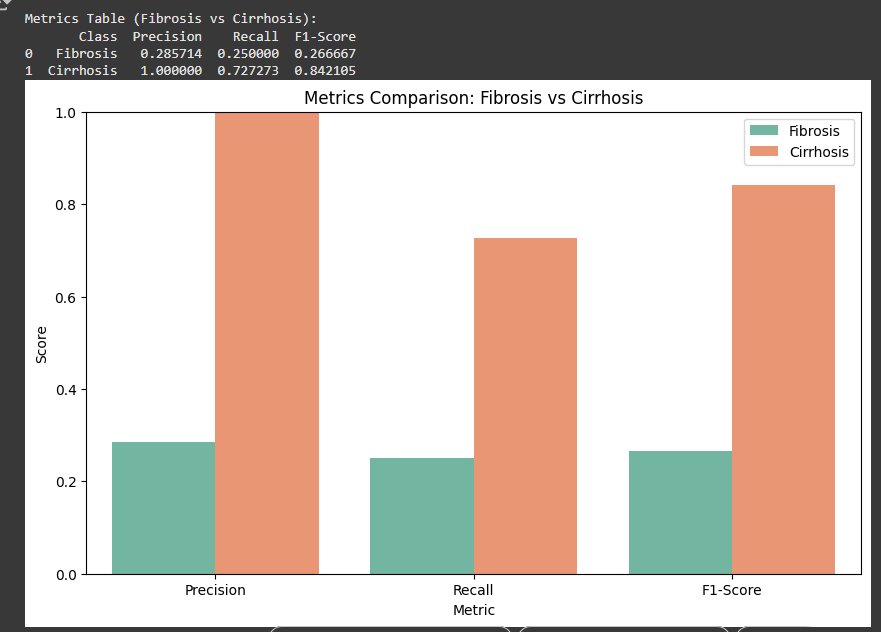 Metrics Table (Fibrosis vs Cirrhosis):
Class Precision Recall F1-Score
0 Fibrosis 0.285714 0.250000 0.266667
1 Cirrhosis 1.000000 0.727273 0.842105
Metrics Comparison: Fibrosis vs Cirrhosis
1.0
Fibrosis
Cirrhosis
0.8
0.6
Score
0.4
0.2
0.0
Precision Recall F1-Score
Metric